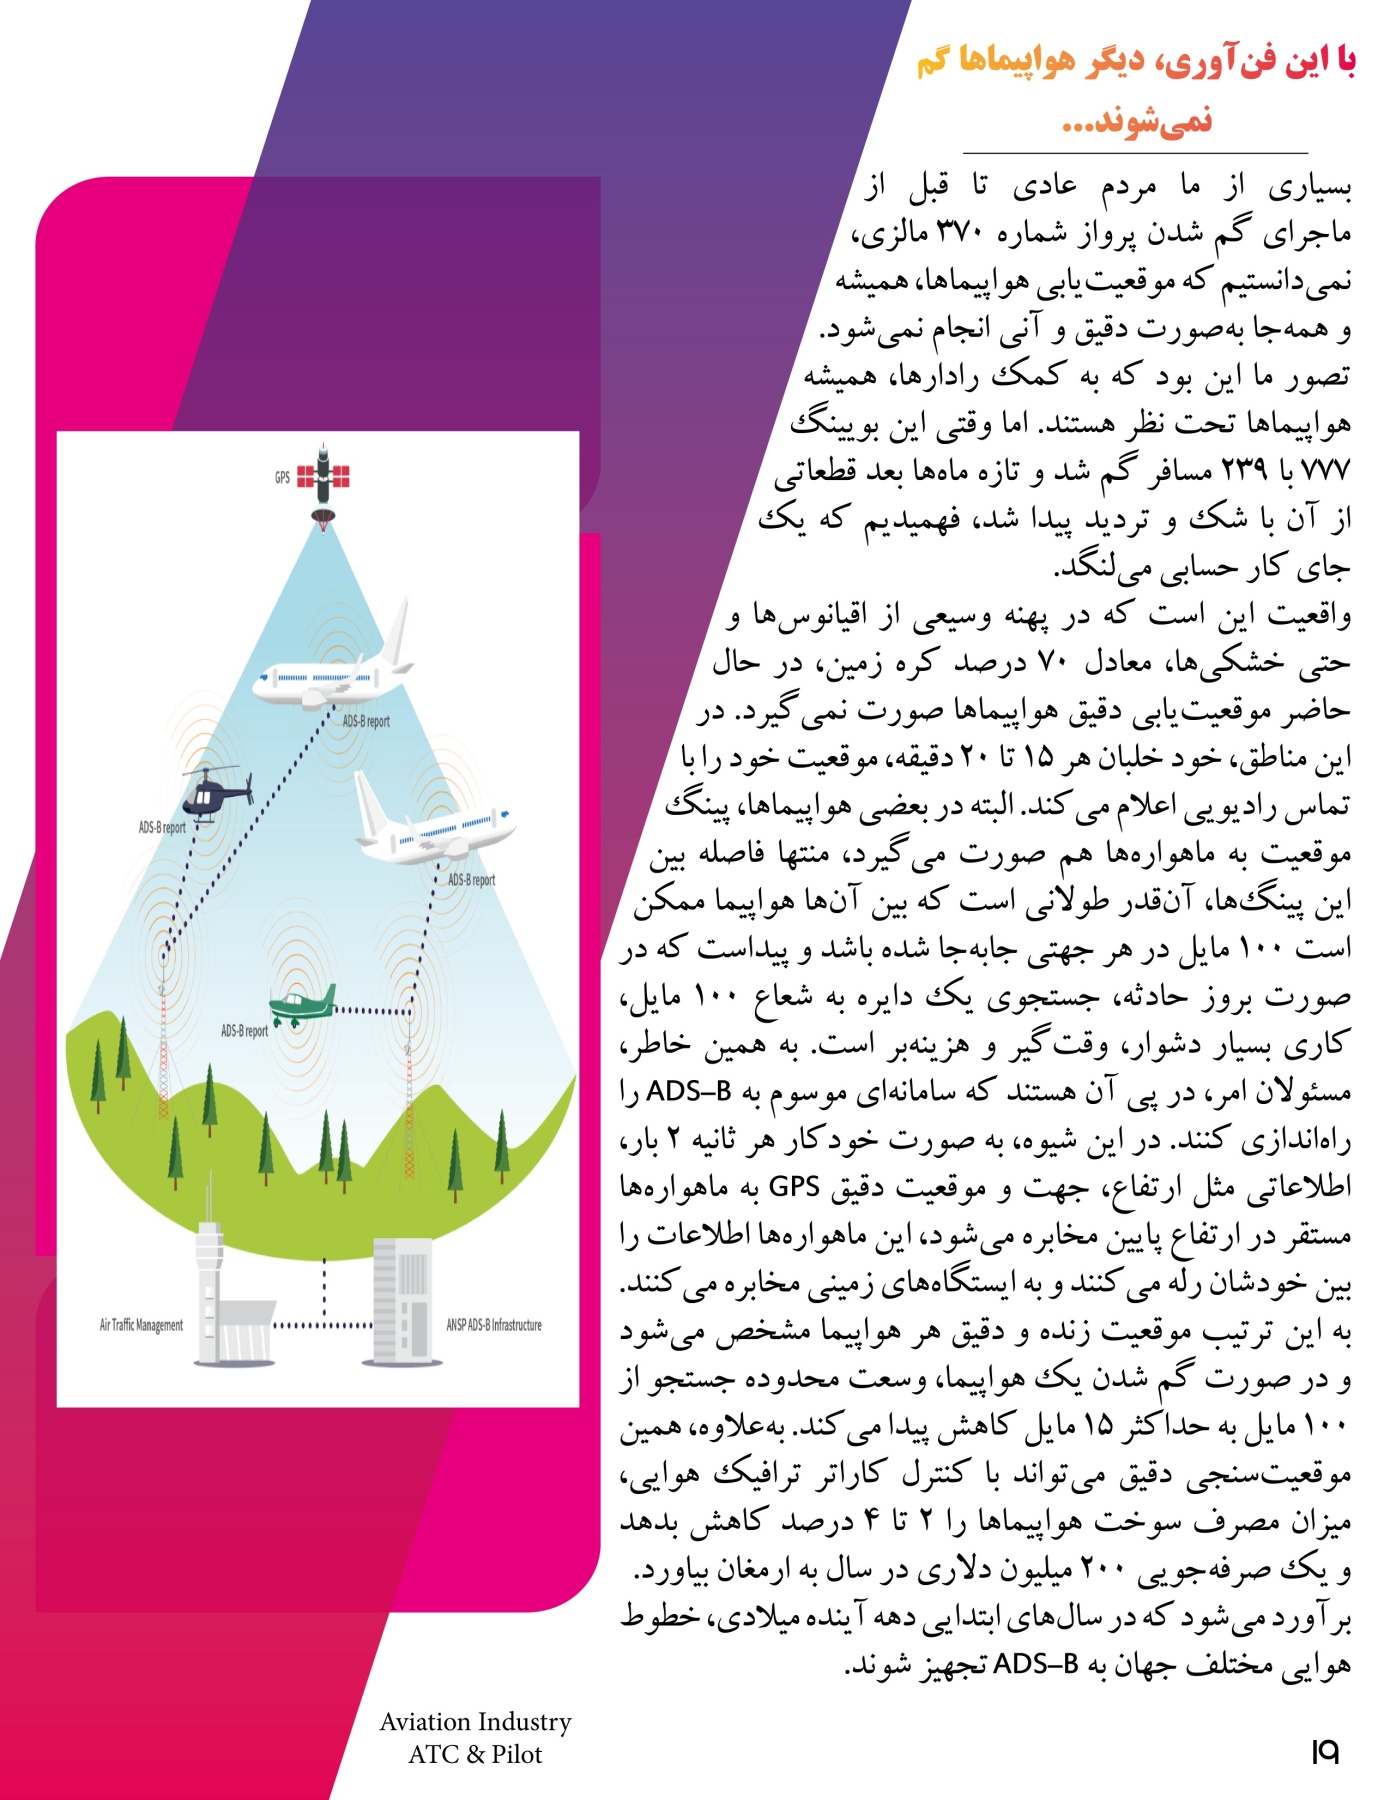 با این فن‌آوری، دیگر هواپیماها گم
نمی‌شوند...
بسیاری از ما مردم عادی تا قبل از
ماجرای گم شدن پرواز شماره ۳۷۰ مالزی،
نمی‌دانستیم که موقعیت‌یابی هواپیماها، همیشه
و همه‌جا به‌صورت دقیق و آنی انجام نمی‌شود.
تصور ما این بود که به کمک رادارها، همیشه
هواپیماها تحت نظر هستند. اما وقتی این بویینگ
۷۷۷ با ۲۳۹ مسافر گم شد و تازه ماه‌ها بعد قطعاتی
از آن با شک و تردید پیدا شد، فهمیدیم که یک
جای کار حسابی می‌لنگد.
واقعیت این است که در پهنه وسیعی از اقیانوس‌ها و
حتی خشکی‌ها، معادل ۷۰ درصد کره زمین، در حال
حاضر موقعیت‌یابی دقیق هواپیماها صورت نمی‌گیرد. در
این مناطق، خود خلبان هر ۱۵ تا ۲۰ دقیقه، موقعیت خود را با
تماس رادیویی اعلام می‌کند. البته در بعضی هواپیماها، پینگ
موقعیت به ماهواره‌ها هم صورت می‌گیرد، منتها فاصله بین
این پینگ‌ها، آن‌قدر طولانی است که بین آن‌ها هواپیما ممکن
است ۱۰۰ مایل در هر جهتی جابه‌جا شده باشد و پیداست که در
صورت بروز حادثه، جستجوی یک دایره به شعاع ۱۰۰ مایل،
کاری بسیار دشوار، وقت‌گیر و هزینه‌بر است. به همین خاطر،
مسئولان امر، در پی آن هستند که سامانه‌ای موسوم به ADS–B را
راه‌اندازی کنند. در این شیوه، به صورت خودکار هر ثانیه ۲ بار،
اطلاعاتی مثل ارتفاع، جهت و موقعیت دقیق GPS به ماهواره‌ها
مستقر در ارتفاع پایین مخابره می‌شود، این ماهواره‌ها اطلاعات را
بین خودشان رله می‌کنند و به ایستگاه‌های زمینی مخابره می‌کنند.
به این ترتیب موقعیت زنده و دقیق هر هواپیما مشخص می‌شود
و در صورت گم شدن یک هواپیما، وسعت محدوده جستجو از
۱۰۰ مایل به حداکثر ۱۵ مایل کاهش پیدا می‌کند. به‌علاوه، همین
موقعیت‌سنجی دقیق می‌تواند با کنترل کاراتر ترافیک هوایی،
میزان مصرف سوخت هواپیماها را ۲ تا ۴ درصد کاهش بدهد
و یک صرفه‌جویی ۲۰۰ میلیون دلاری در سال به ارمغان بیاورد.
برآورد می‌شود که در سال‌های ابتدایی دهه آینده میلادی، خطوط
هوایی مختلف جهان به ADS–B تجهیز شوند.
GPS
ADS-B report
ADS-B report
ADS-B report
ADS-B report
Air Traffic Management
ANSP ADS-B Infrastructure
Aviation Industry
ATC & Pilot
۱۹